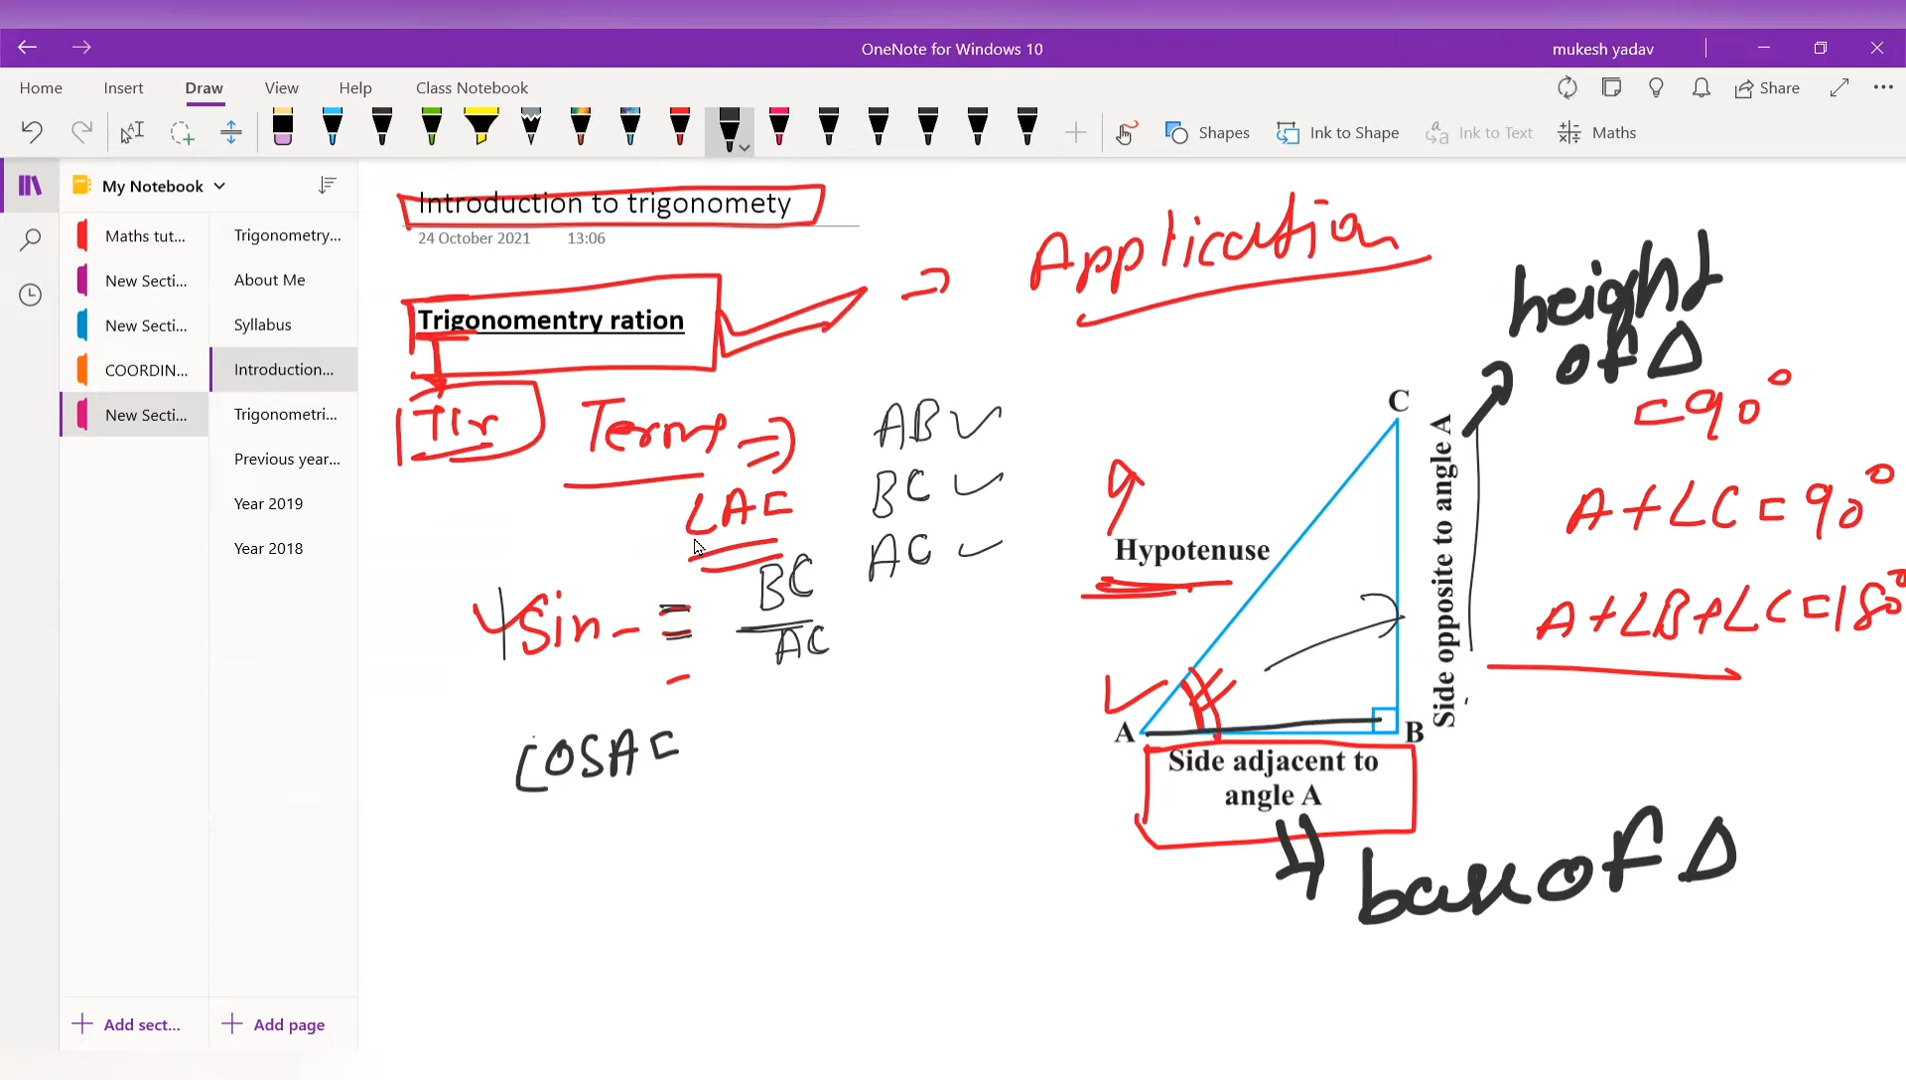 OneNote for Windows 10
mukesh yadav
Home Insert Draw View Help Class Notebook
Share
Shapes Ink to Shape Ink to Text Maths
My Notebook
Maths tut...
New Secti...
New Secti...
COORDIN...
New Secti...
Trigonometry...
About Me
Syllabus
Introduction...
Trigonometri...
Previous year...
Year 2019
Year 2018
Add sect...
Add page
Introduction to trigonomety
24 October 2021 13:06
Application
Trigonomentry ration
Term ⇒
∠A =
AB ✓
BC ✓
AC ✓
Sin =
BC
AC
COSA =
height
of Δ
= 90°
A + ∠C = 90°
A + ∠B + ∠C = 180°
C
Hypotenuse
Side opposite to angle A
A
B
Side adjacent to
angle A
base of Δ